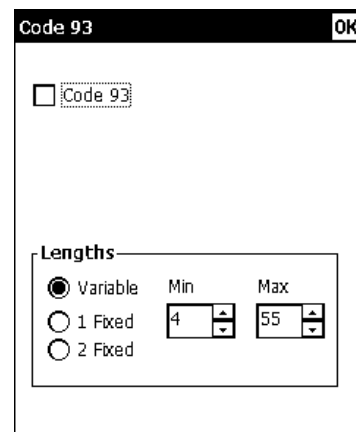 Code 93 OK
Code 93
Lengths
Variable Min Max
1 Fixed 4 55
2 Fixed